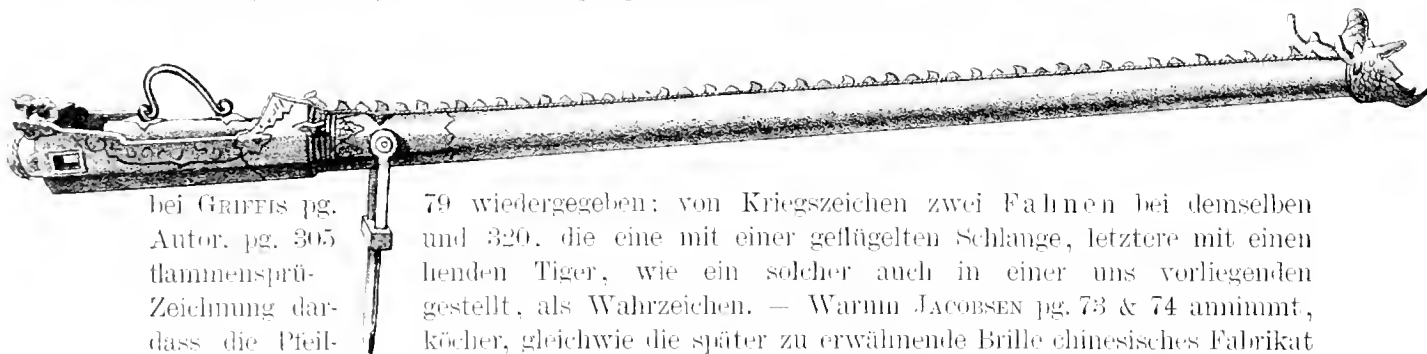 bei GRIFFIS pg. 79 wiedergegeben; von Kriegszeichen zwei Fahnen bei demselben
Autor. pg. 305 und 320. die eine mit einer geflügelten Schlange, letztere mit einen
flammensprü- henden Tiger, wie ein solcher auch in einer uns vorliegenden
Zeichnung dar- gestellt, als Wahrzeichen. — Warum JACOBSEN pg. 73 & 74 annimmt,
dass die Pfeil- köcher, gleichwie die später zu erwähnende Brille chinesisches Fabrikat